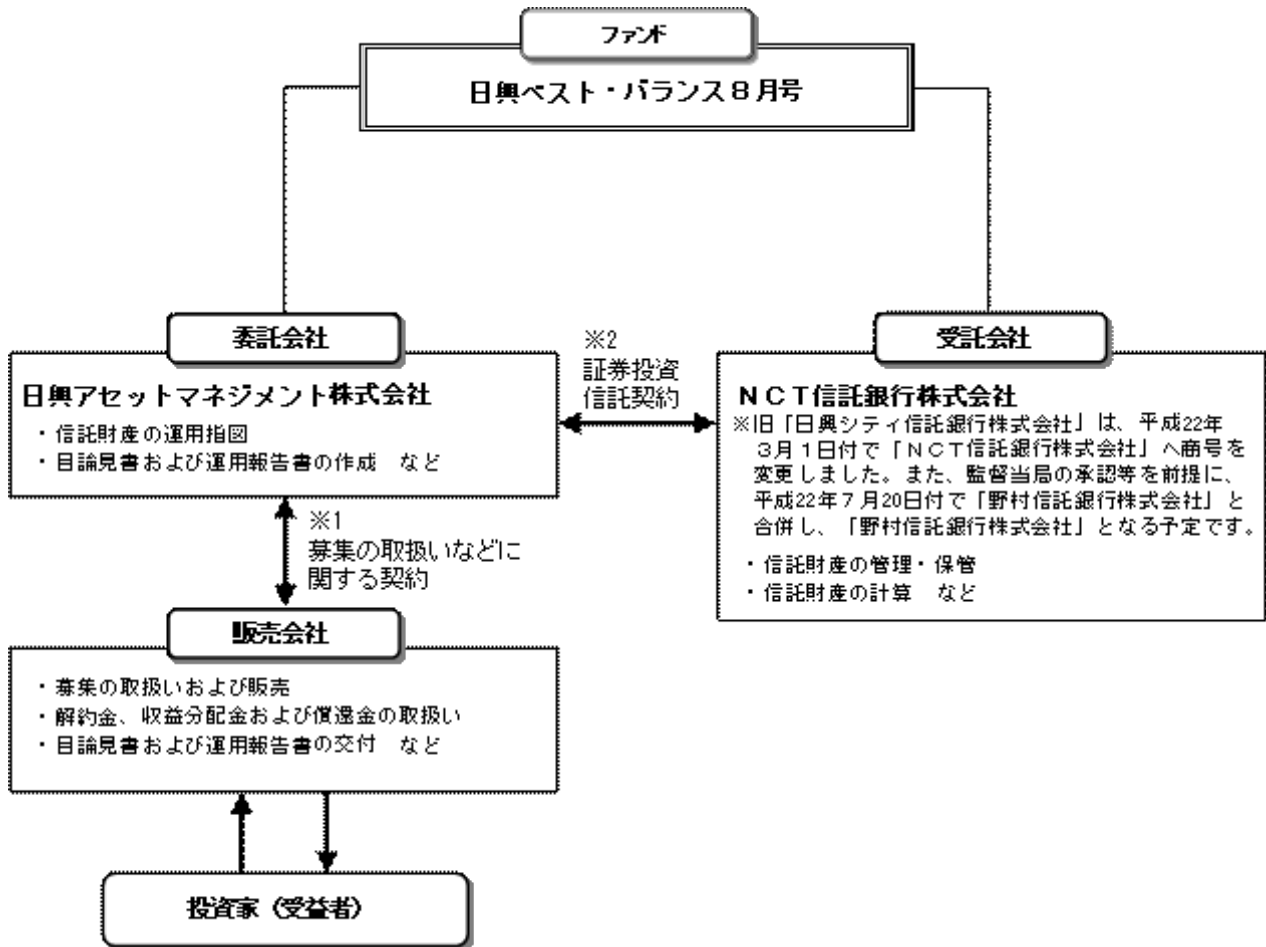 ファンド
日興ベスト・バランス８月号
委託会社
日興アセットマネジメント株式会社
・信託財産の運用指図
・目論見書および運用報告書の作成　など
※2
証券投資
信託契約
受託会社
ＮＣＴ信託銀行株式会社
※旧「日興シティ信託銀行株式会社」は、平成22年
３月１日付で「ＮＣＴ信託銀行株式会社」へ商号を
変更しました。また、監督当局の承認等を前提に、
平成22年７月20日付で「野村信託銀行株式会社」と
合併し、「野村信託銀行株式会社」となる予定です。
・信託財産の管理・保管
・信託財産の計算　など
※1
募集の取扱いなどに
関する契約
販売会社
・募集の取扱いおよび販売
・解約金、収益分配金および償還金の取扱い
・目論見書および運用報告書の交付　など
投資家（受益者）